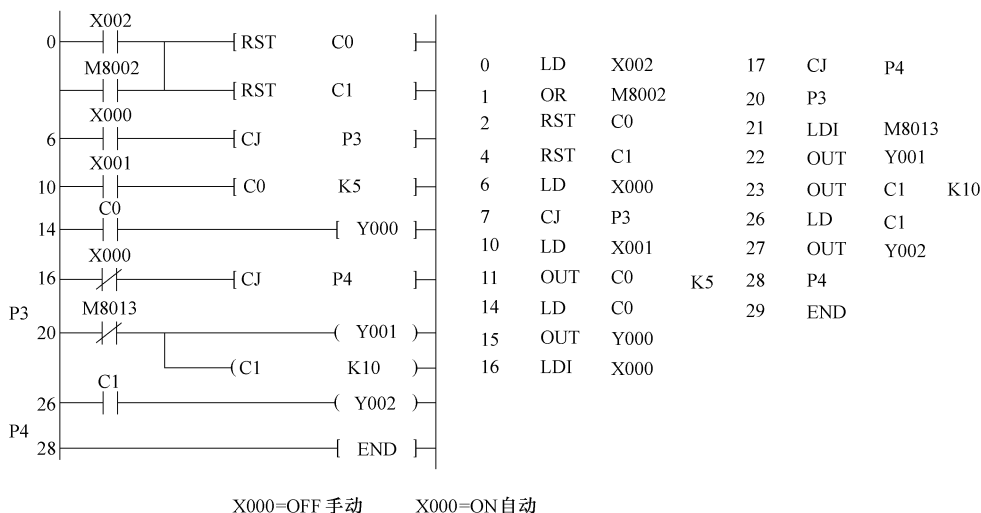 X002
0 [ RST C0 ]
M8002
[ RST C1 ]
X000
6 [ CJ P3 ]
X001
10 [ C0 K5 ]
C0
14 [ Y000 ]
X000
16 [ CJ P4 ]
P3 M8013
20 ( Y001 )
(C1 K10 )
C1
26 ( Y002 )
P4
28 [ END ]
0 LD X002
1 OR M8002
2 RST C0
4 RST C1
6 LD X000
7 CJ P3
10 LD X001
11 OUT C0 K5
14 LD C0
15 OUT Y000
16 LDI X000
17 CJ P4
20 P3
21 LDI M8013
22 OUT Y001
23 OUT C1 K10
26 LD C1
27 OUT Y002
28 P4
29 END
X000=OFF 手动 X000=ON自动